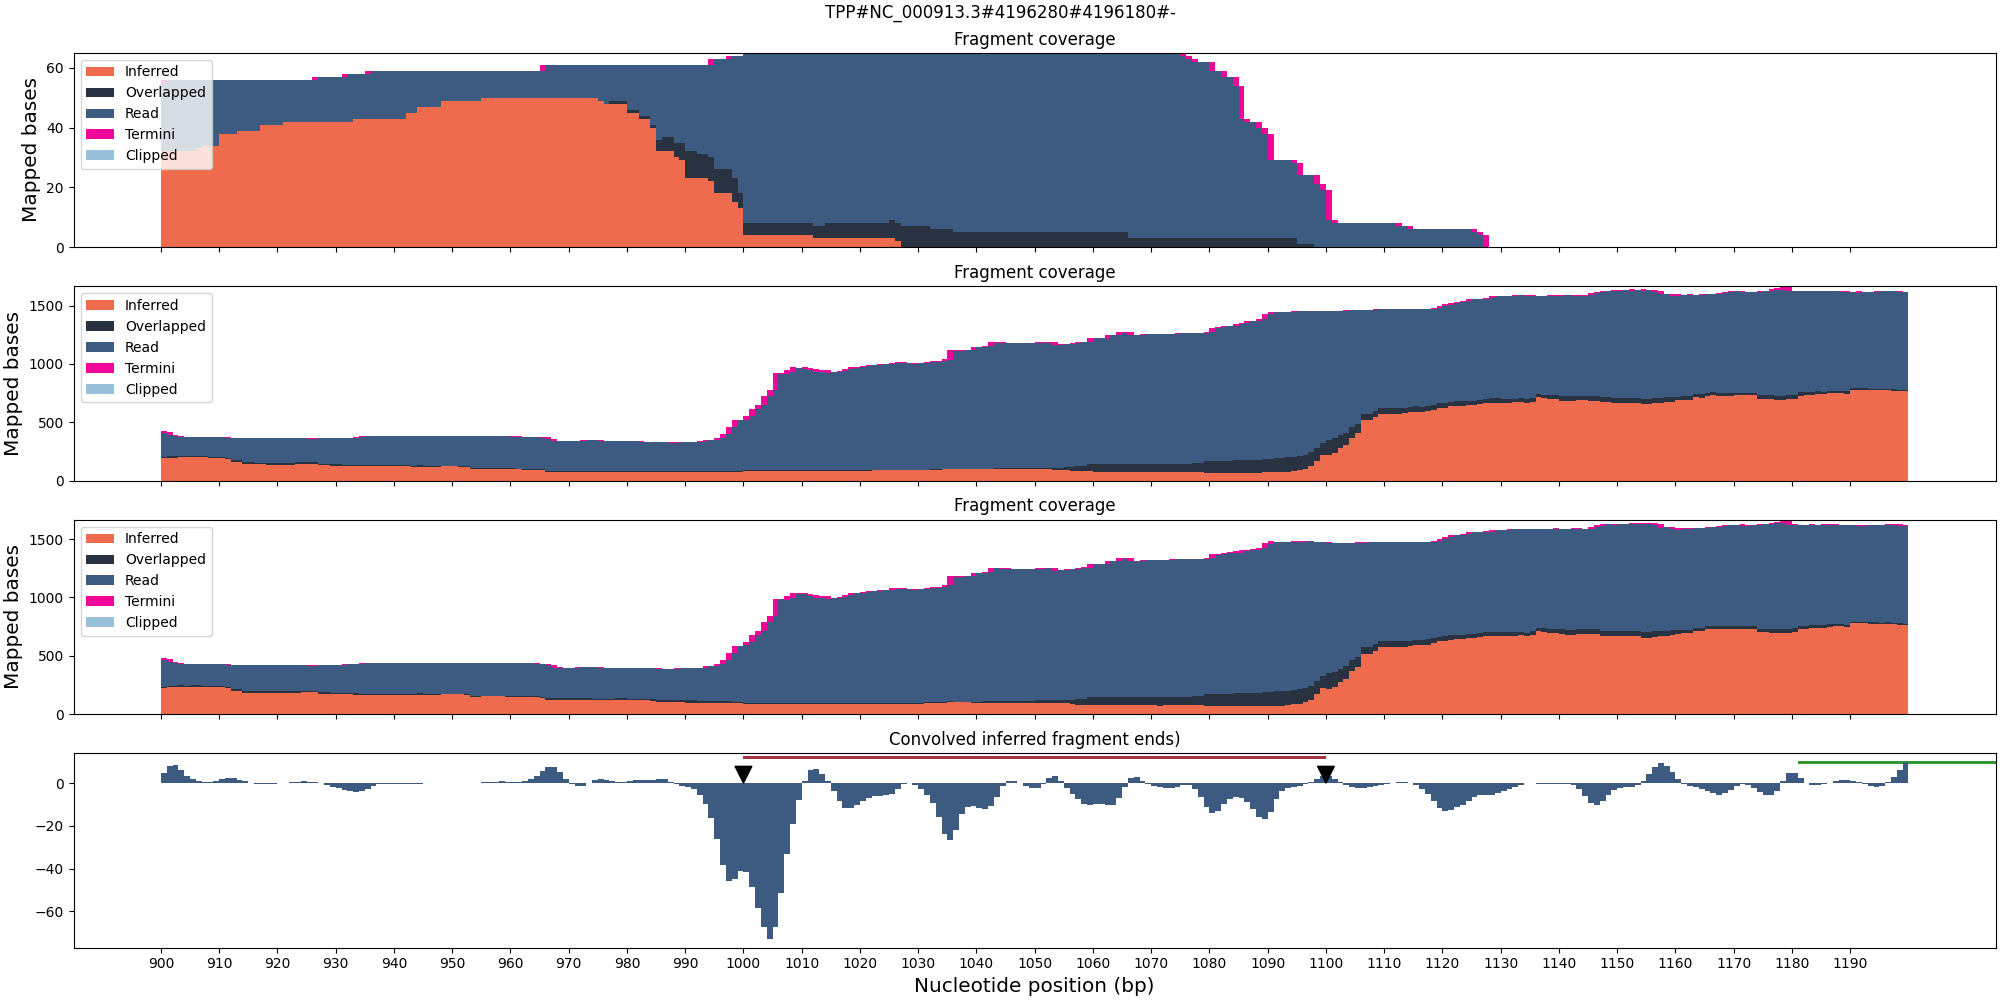 TPP#NC_000913.3#4196280#4196180#-
Fragment coverage
Mapped bases
60
40
20
0
Inferred
Overlapped
Read
Termini
Clipped
Fragment coverage
Mapped bases
1500
1000
500
0
Inferred
Overlapped
Read
Termini
Clipped
Fragment coverage
Mapped bases
1500
1000
500
0
Inferred
Overlapped
Read
Termini
Clipped
Convolved inferred fragment ends)
0
−20
−40
−60
900 910 920 930 940 950 960 970 980 990 1000 1010 1020 1030 1040 1050 1060 1070 1080 1090 1100 1110 1120 1130 1140 1150 1160 1170 1180 1190
Nucleotide position (bp)